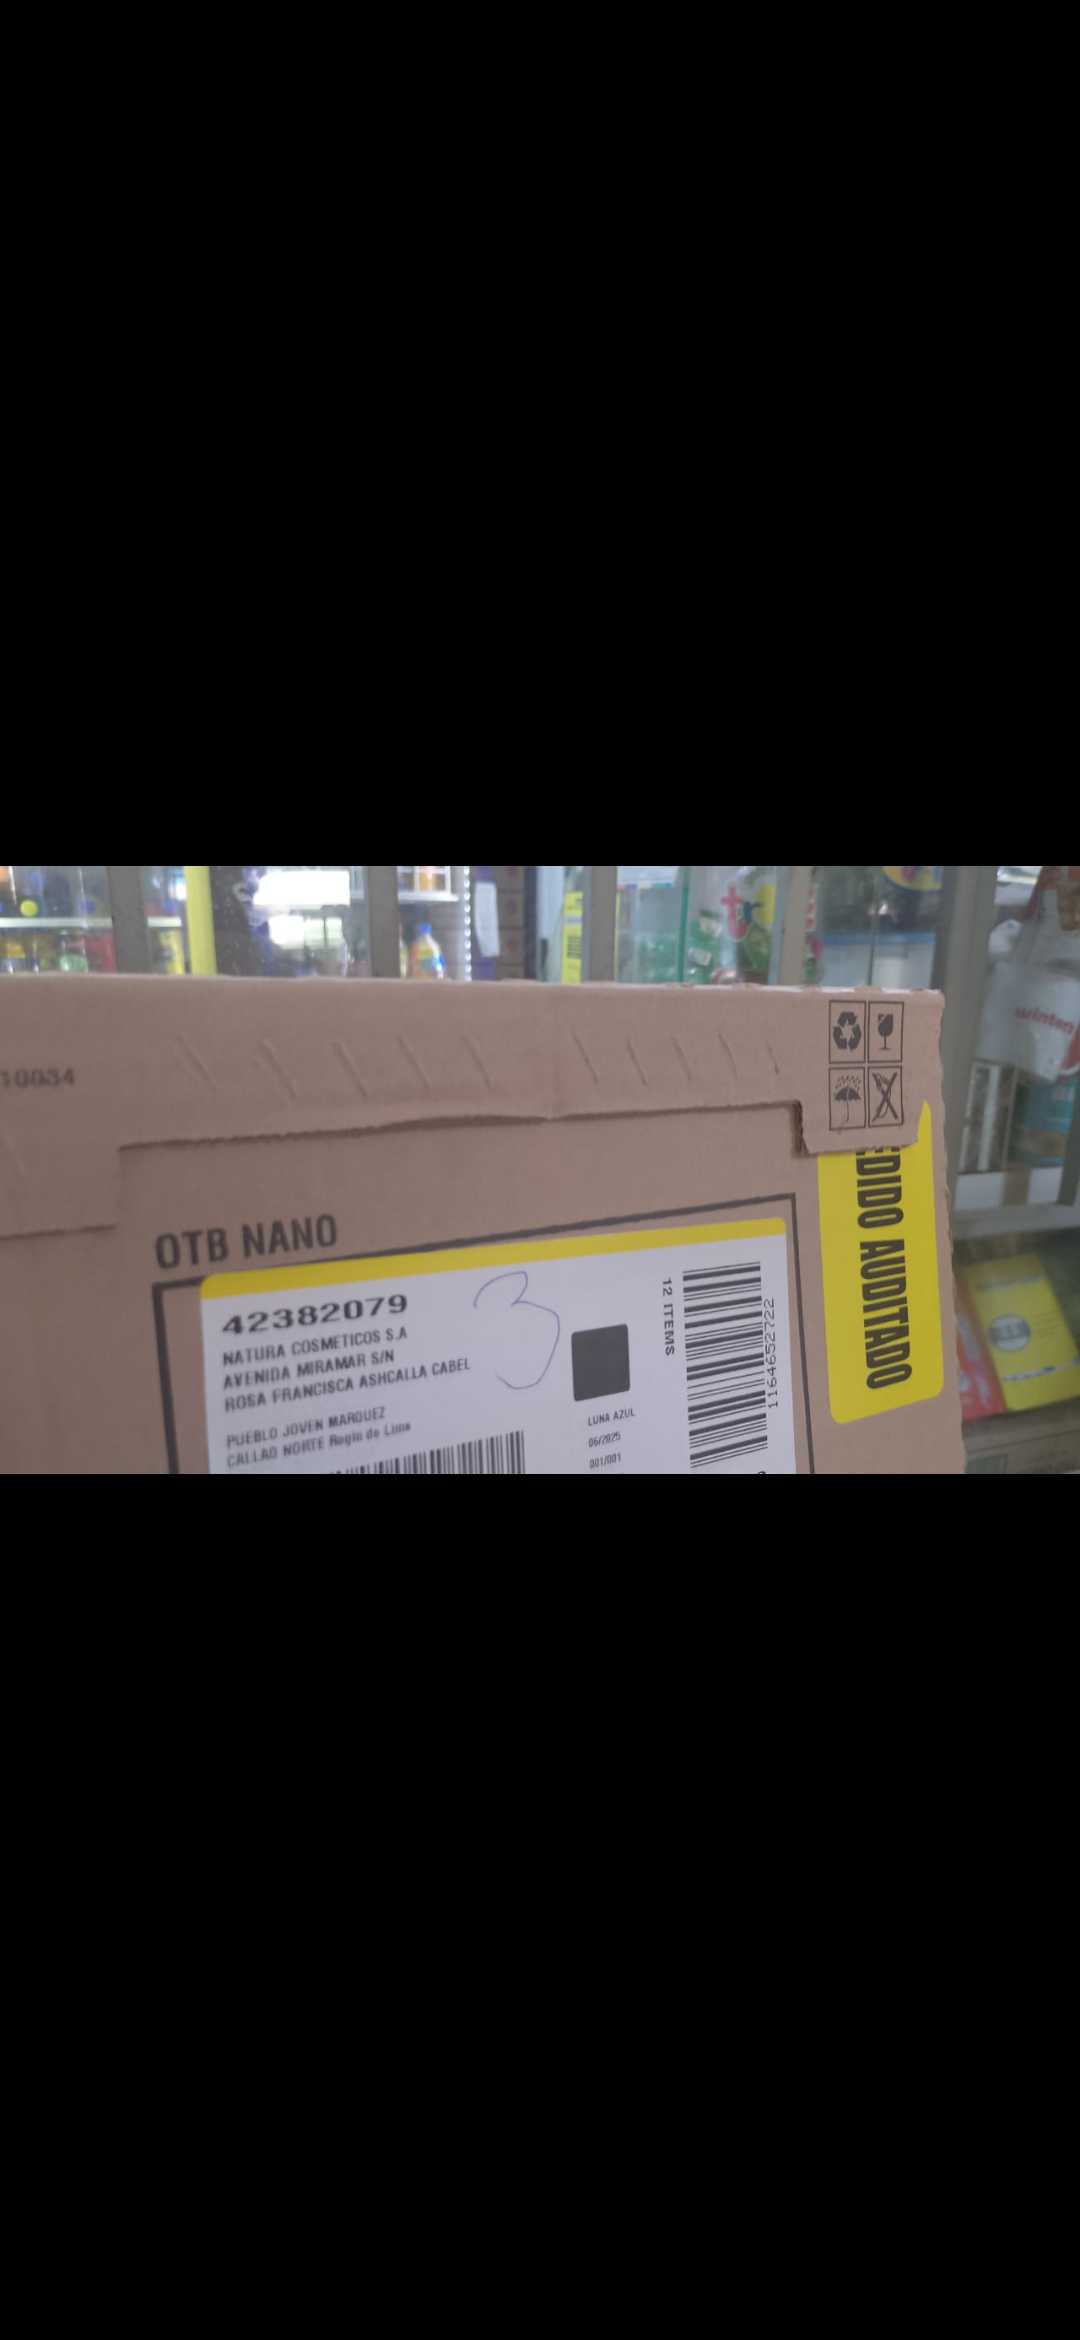 10034
OTB NANO
42382079
NATURA COSMETICOS S.A
AVENIDA MIRAMAR S/N
ROSA FRANCISCA ASHCALLA CABEL
PUEBLO JOVEN MARQUEZ
CALLAO NORTE Regin de Lima
3
LUNA AZUL
06/2025
001/001
12 ITEMS
1164652722
EDIDO AUDITADO